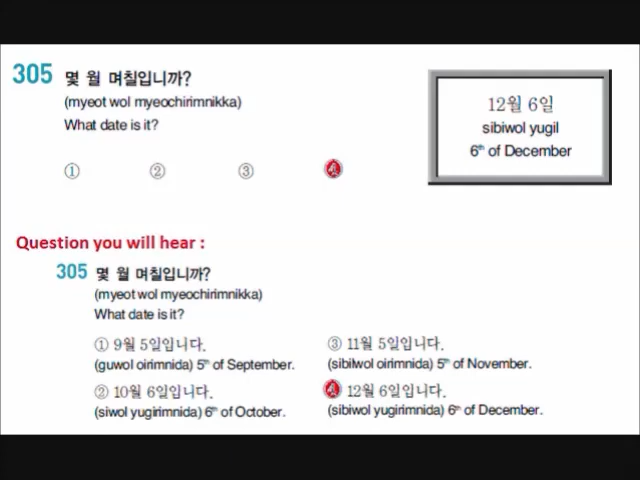 305 몇 월 며칠입니까?
(myeot wol myeochirimnikka)
What date is it?
① ② ③ ④
12월 6일
sibiwol yugil
6th of December
Question you will hear :
305 몇 월 며칠입니까?
(myeot wol myeochirimnikka)
What date is it?
① 9월 5일입니다.
(guwol oirimnida) 5th of September.
② 10월 6일입니다.
(siwol yugirimnida) 6th of October.
③ 11월 5일입니다.
(sibilwol oirimnida) 5th of November.
④ 12월 6일입니다.
(sibiwol yugirimnida) 6th of December.